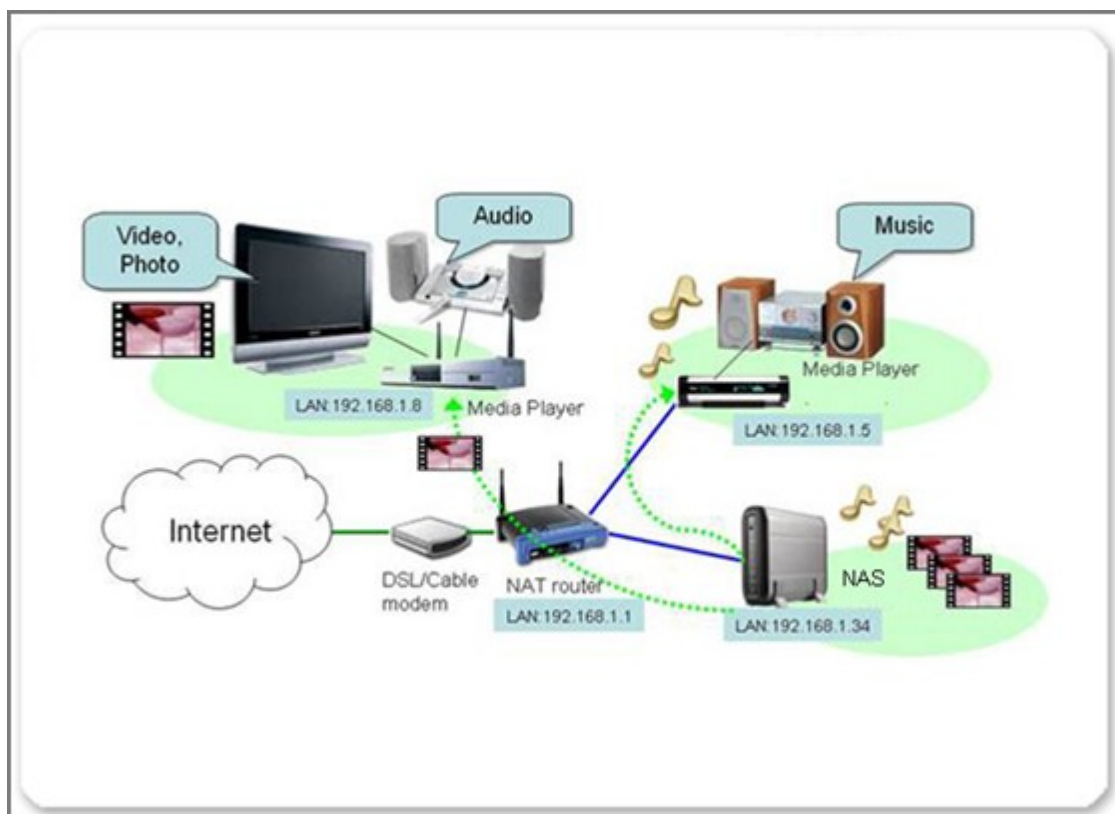 Video,
Photo
Audio
Music
LAN:192.168.1.8
Media Player
Media Player
LAN:192.168.1.5
Internet
DSL/Cable
modem
NAT router
LAN:192.168.1.1
NAS
LAN:192.168.1.34